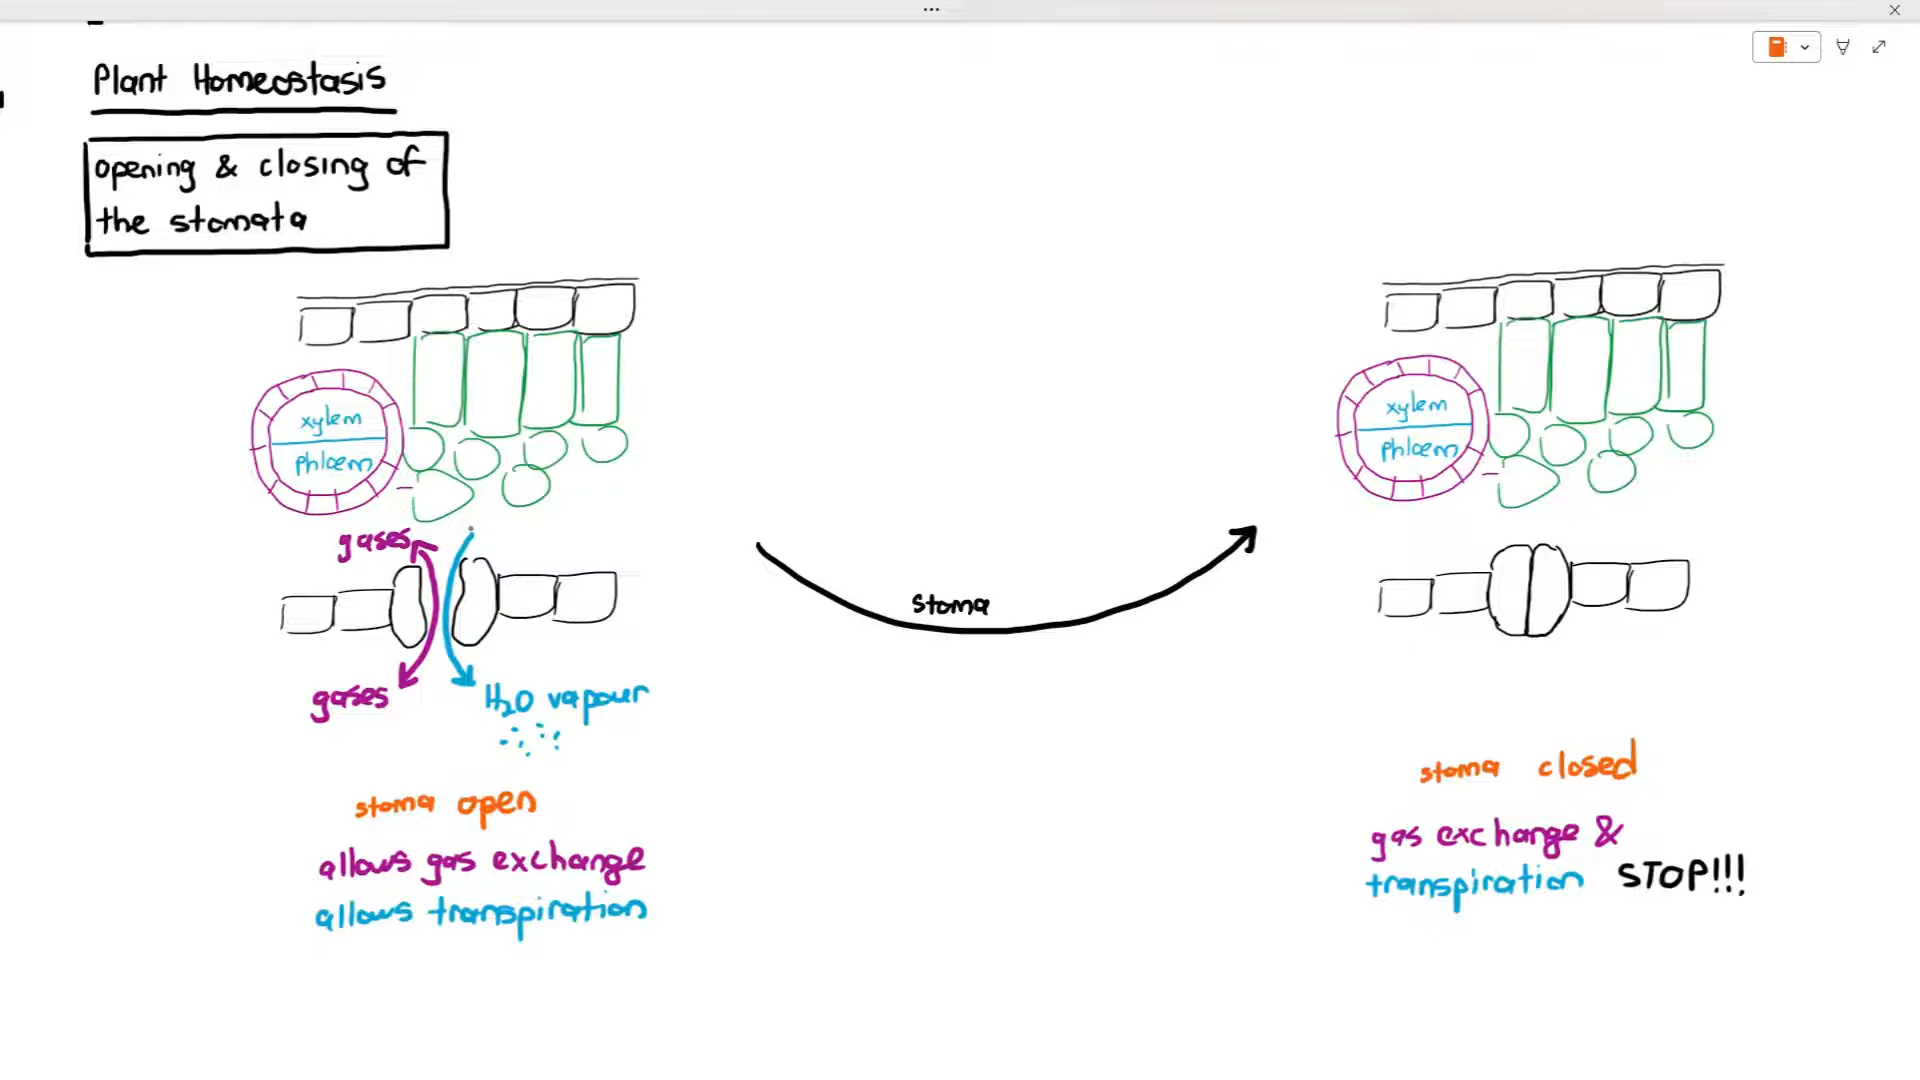 Plant Homeostasis
opening & closing of
the stomata
xylem
Phloem
gases
gases
H₂O vapour
stoma open
allows gas exchange
allows transpiration
stoma
xylem
Phloem
stoma closed
gas exchange &
transpiration STOP!!!